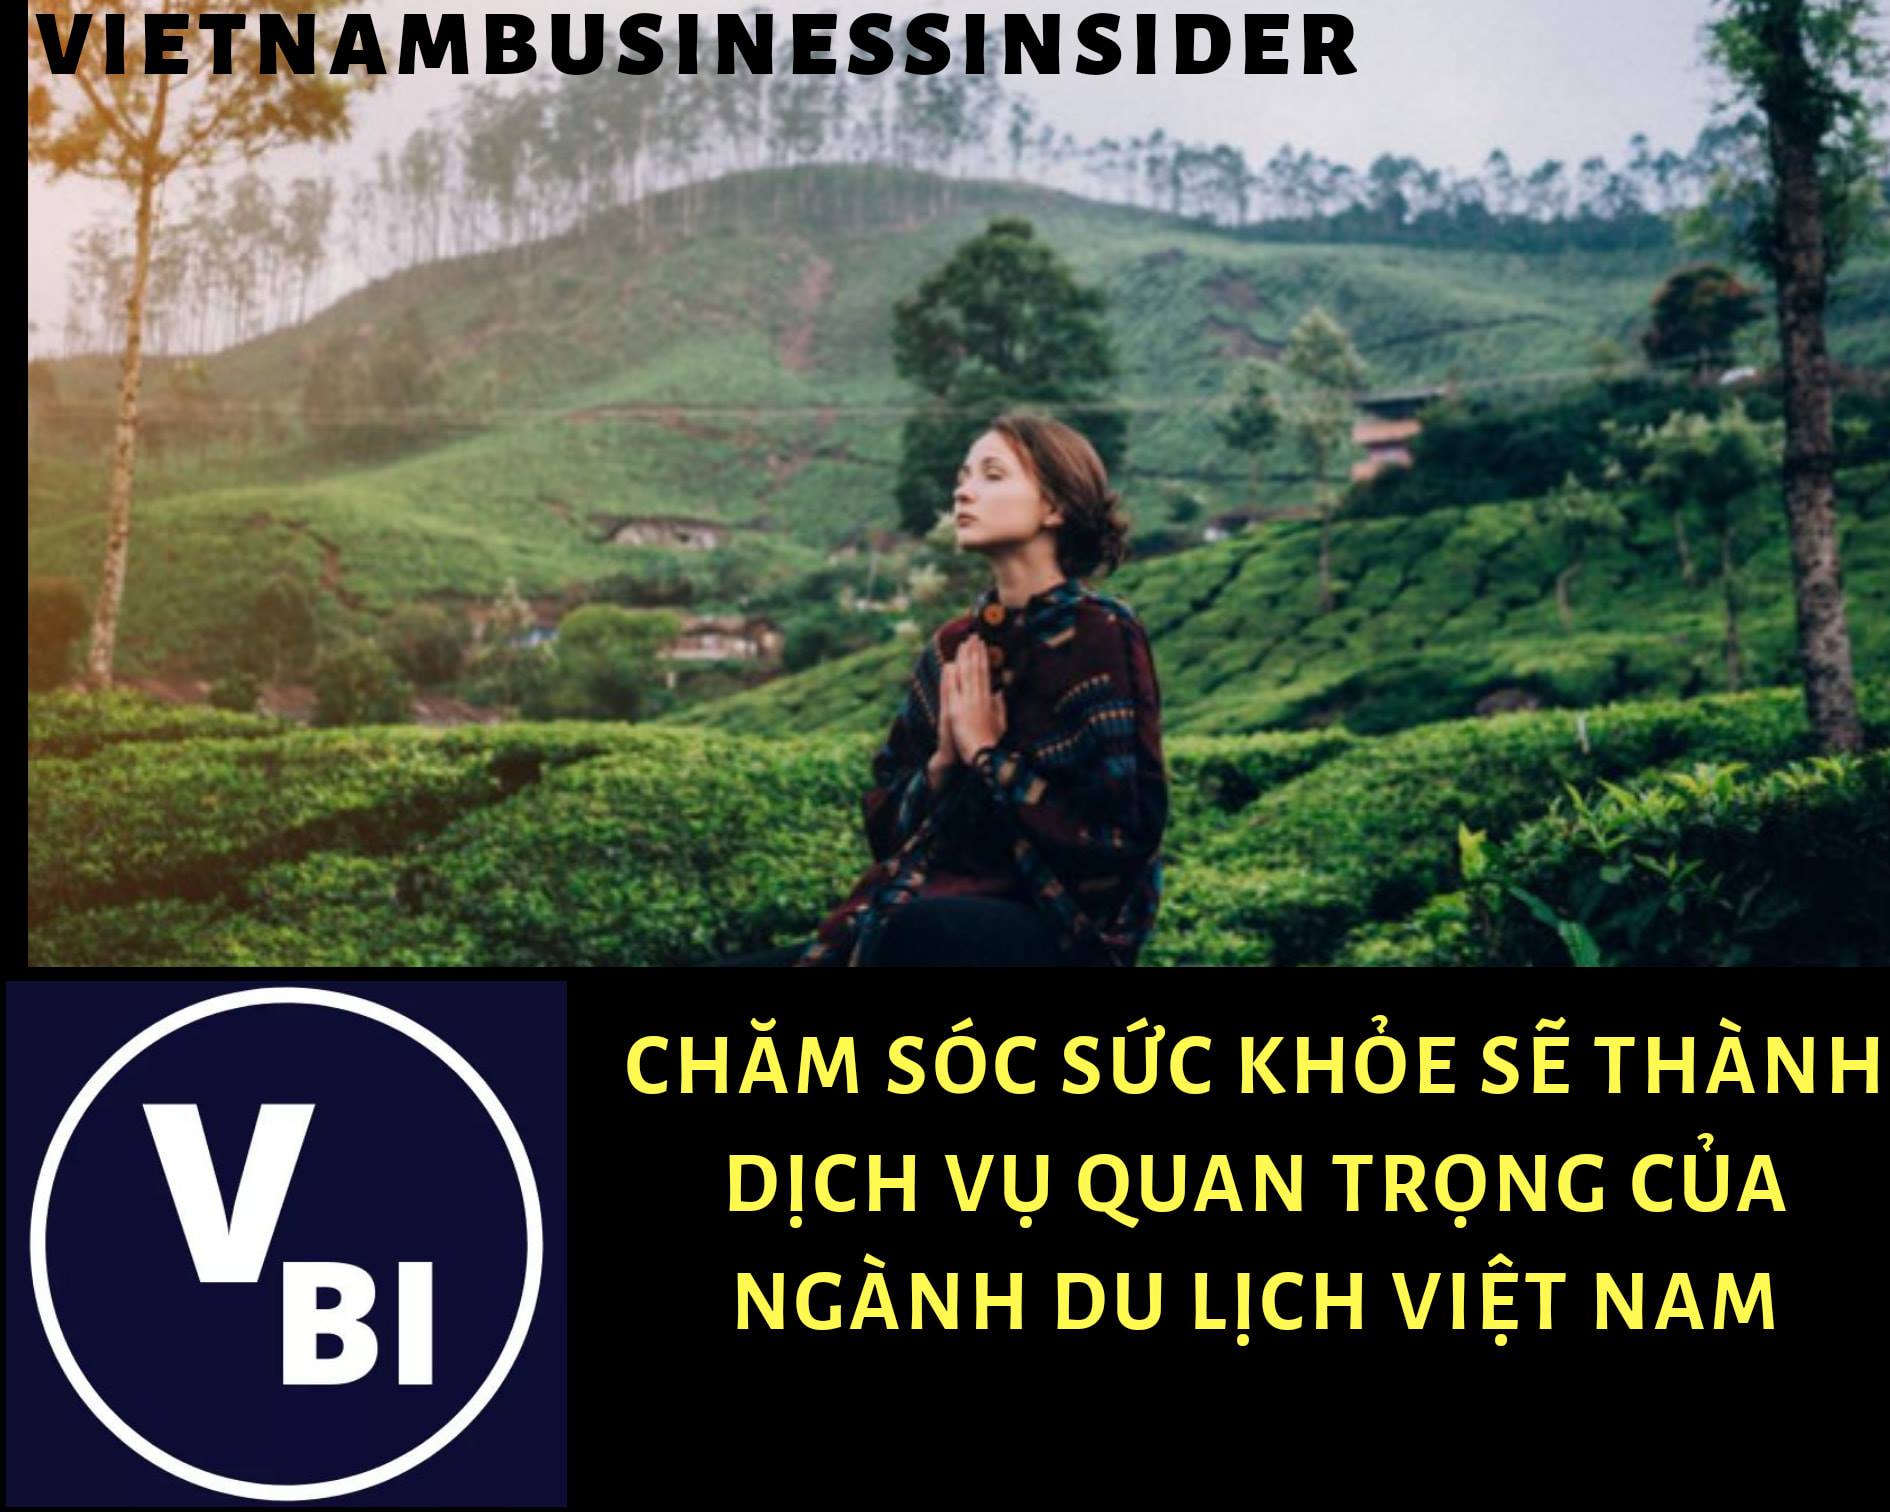 VIETNAMBUSINESSINSIDER
V
BI
CHĂM SÓC SỨC KHỎE SẼ THÀNH
DỊCH VỤ QUAN TRỌNG CỦA
NGÀNH DU LỊCH VIỆT NAM